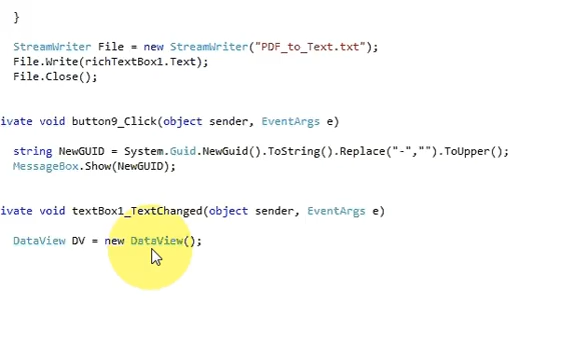 }
StreamWriter File = new StreamWriter("PDF_to_Text.txt");
File.Write(richTextBox1.Text);
File.Close();
ivate void button9_Click(object sender, EventArgs e)
string NewGUID = System.Guid.NewGuid().ToString().Replace("-","").ToUpper();
MessageBox.Show(NewGUID);
ivate void textBox1_TextChanged(object sender, EventArgs e)
DataView DV = new DataView();